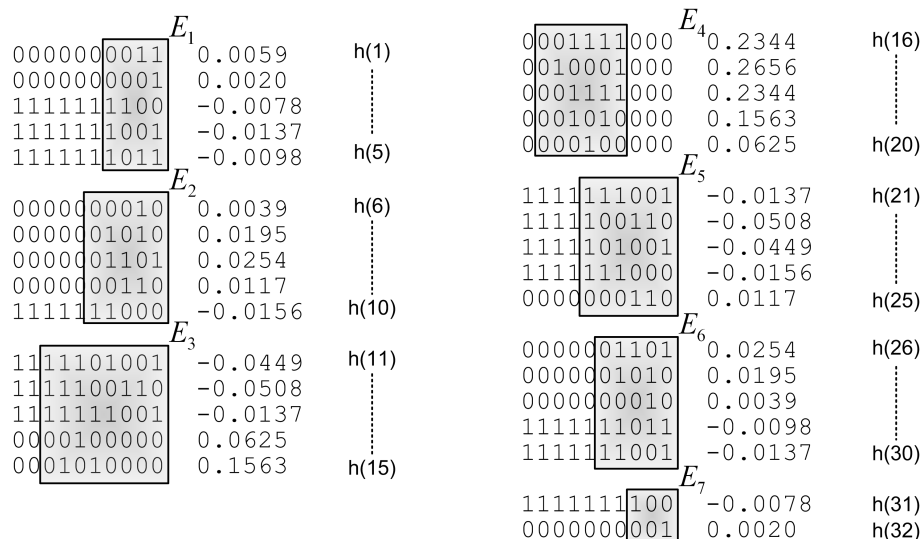 E1
0000000011 0.0059 h(1)
0000000001 0.0020
1111111100 -0.0078
1111111001 -0.0137
1111111011 -0.0098 h(5)
E2
0000000010 0.0039 h(6)
0000001010 0.0195
0000001101 0.0254
0000000110 0.0117
1111111000 -0.0156 h(10)
E3
1111101001 -0.0449 h(11)
1111100110 -0.0508
1111111001 -0.0137
0000100000 0.0625
0001010000 0.1563 h(15)
E4
0001111000 0.2344 h(16)
0010001000 0.2656
0001111000 0.2344
0001010000 0.1563
0000100000 0.0625 h(20)
E5
1111111001 -0.0137 h(21)
1111100110 -0.0508
1111101001 -0.0449
1111111000 -0.0156
0000000110 0.0117 h(25)
E6
0000001101 0.0254 h(26)
0000001010 0.0195
0000000010 0.0039
1111111011 -0.0098
1111111001 -0.0137 h(30)
E7
1111111100 -0.0078 h(31)
0000000001 0.0020 h(32)